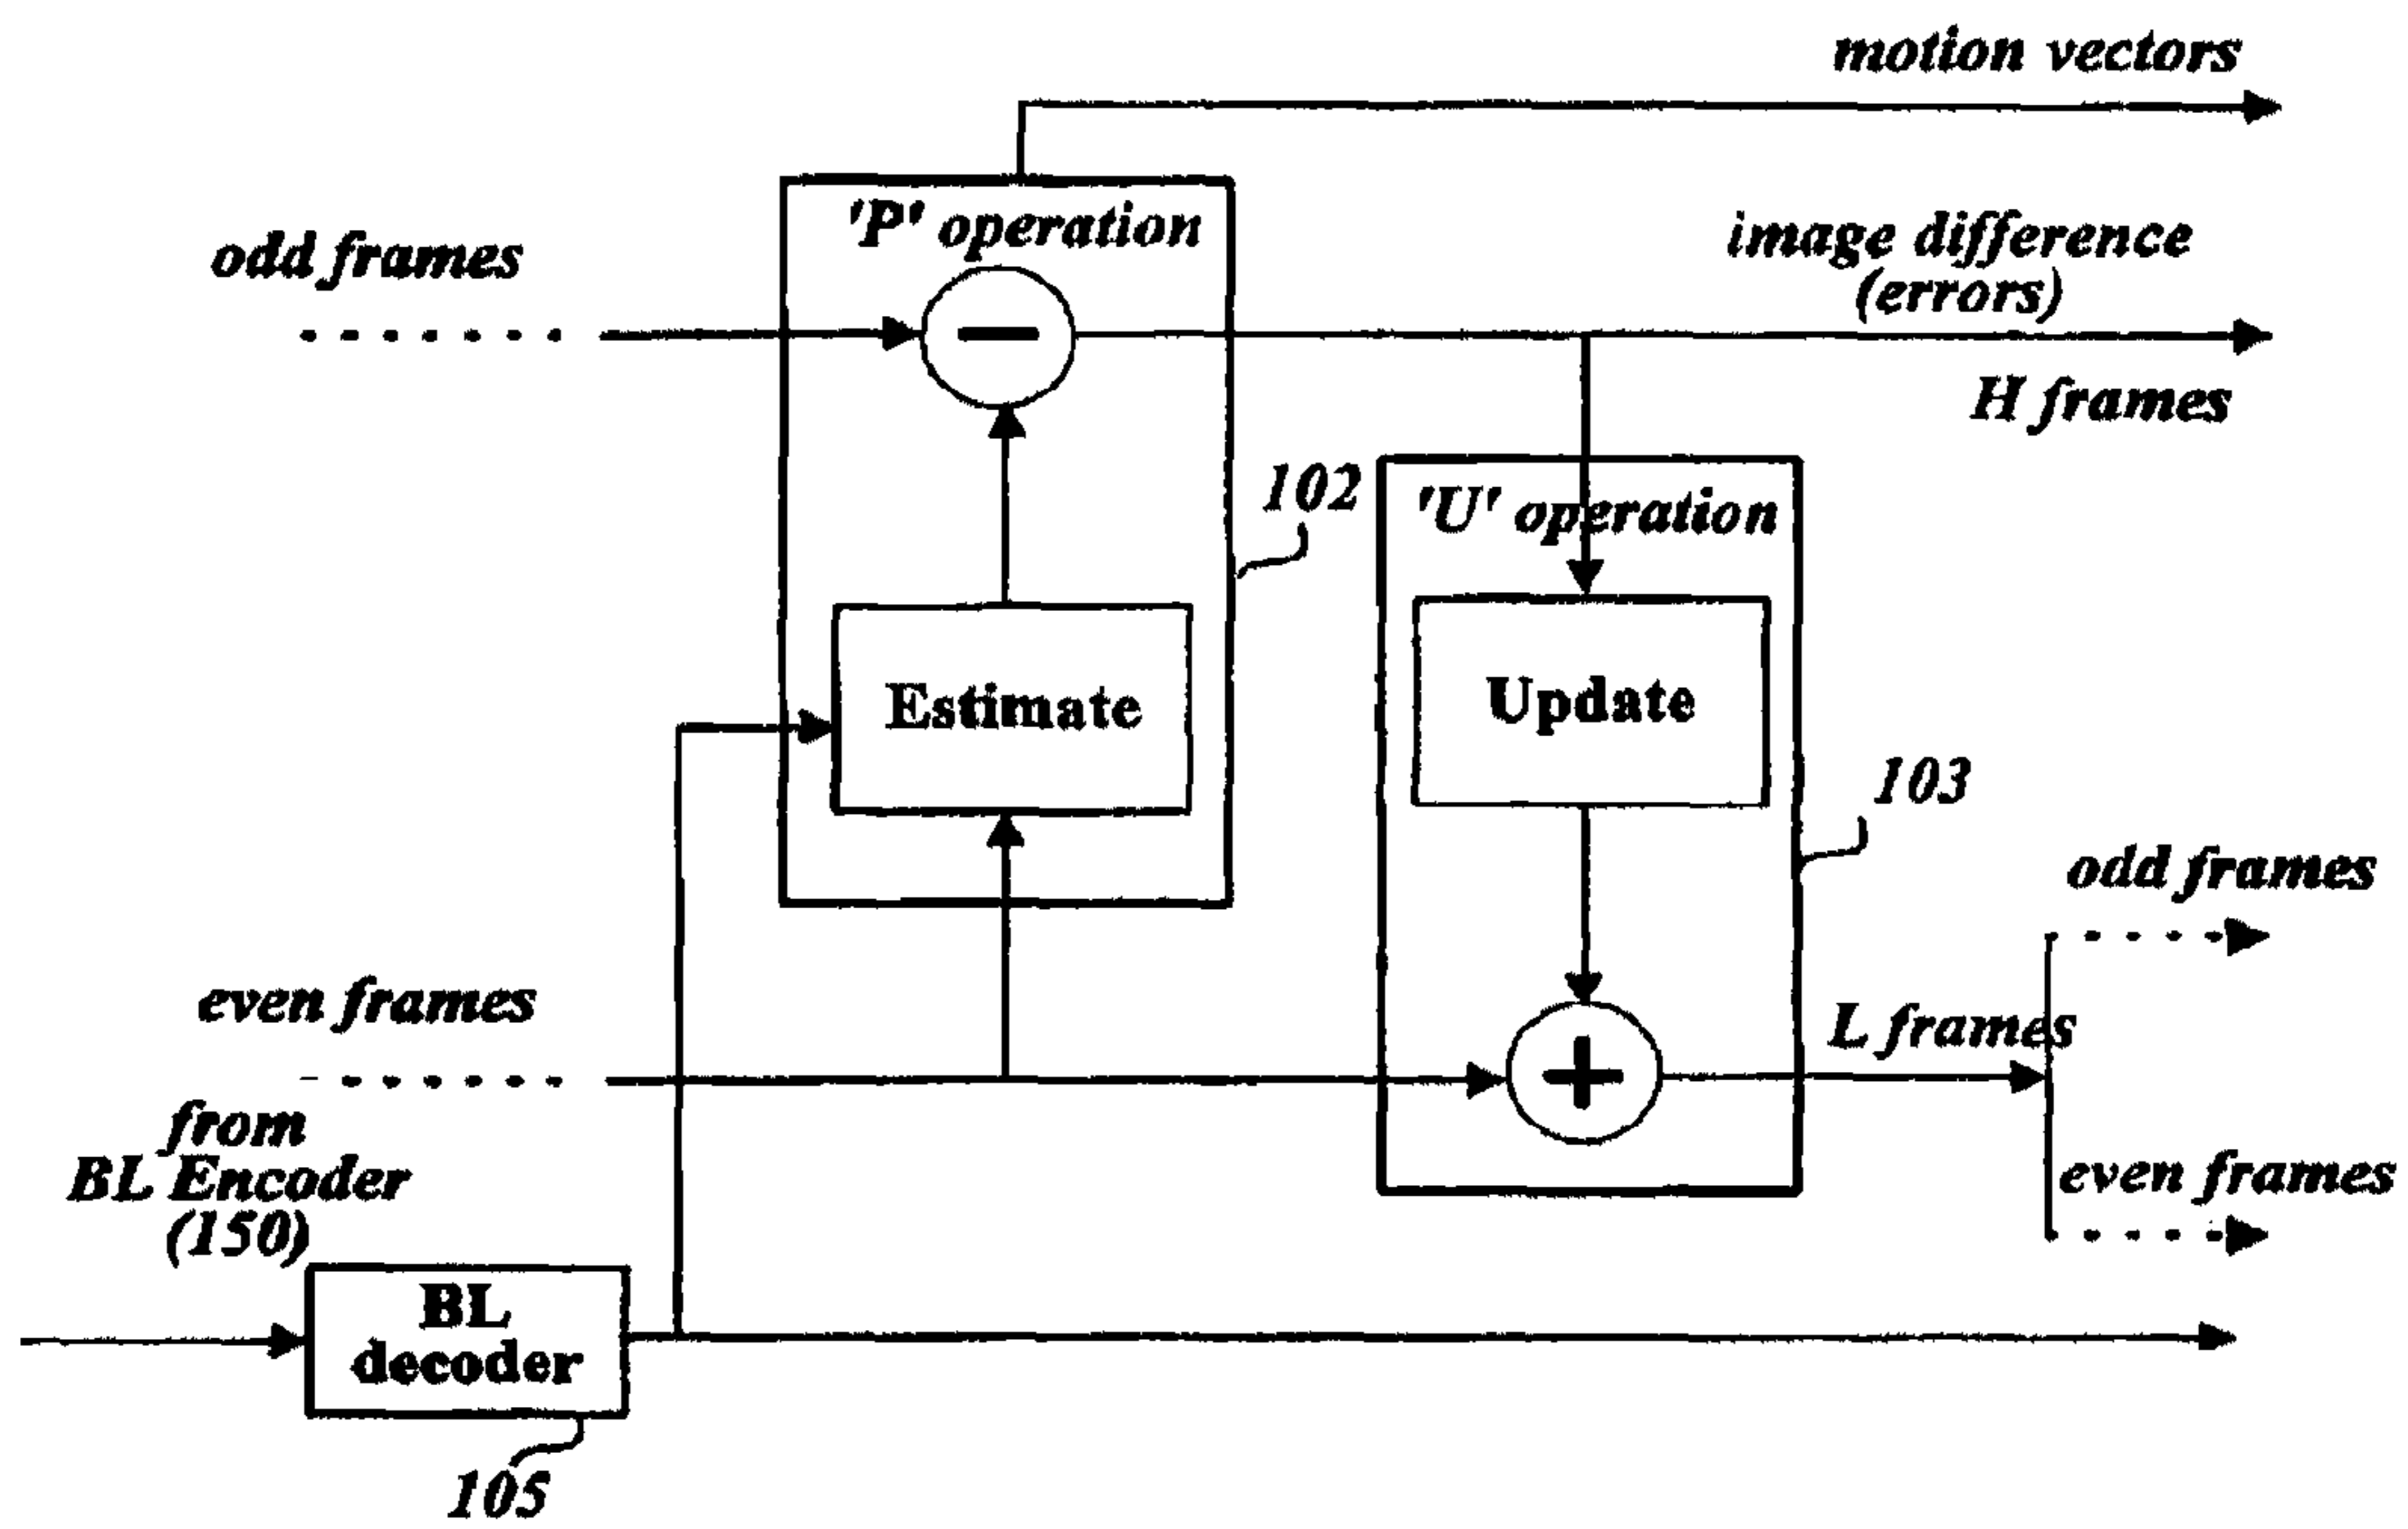 motion vectors
'P' operation
odd frames
image difference
(errors)
H frames
102
'U' operation
Estimate
Update
103
odd frames
even frames
L frames
from
BL Encoder
(150)
even frames
BL
decoder
105